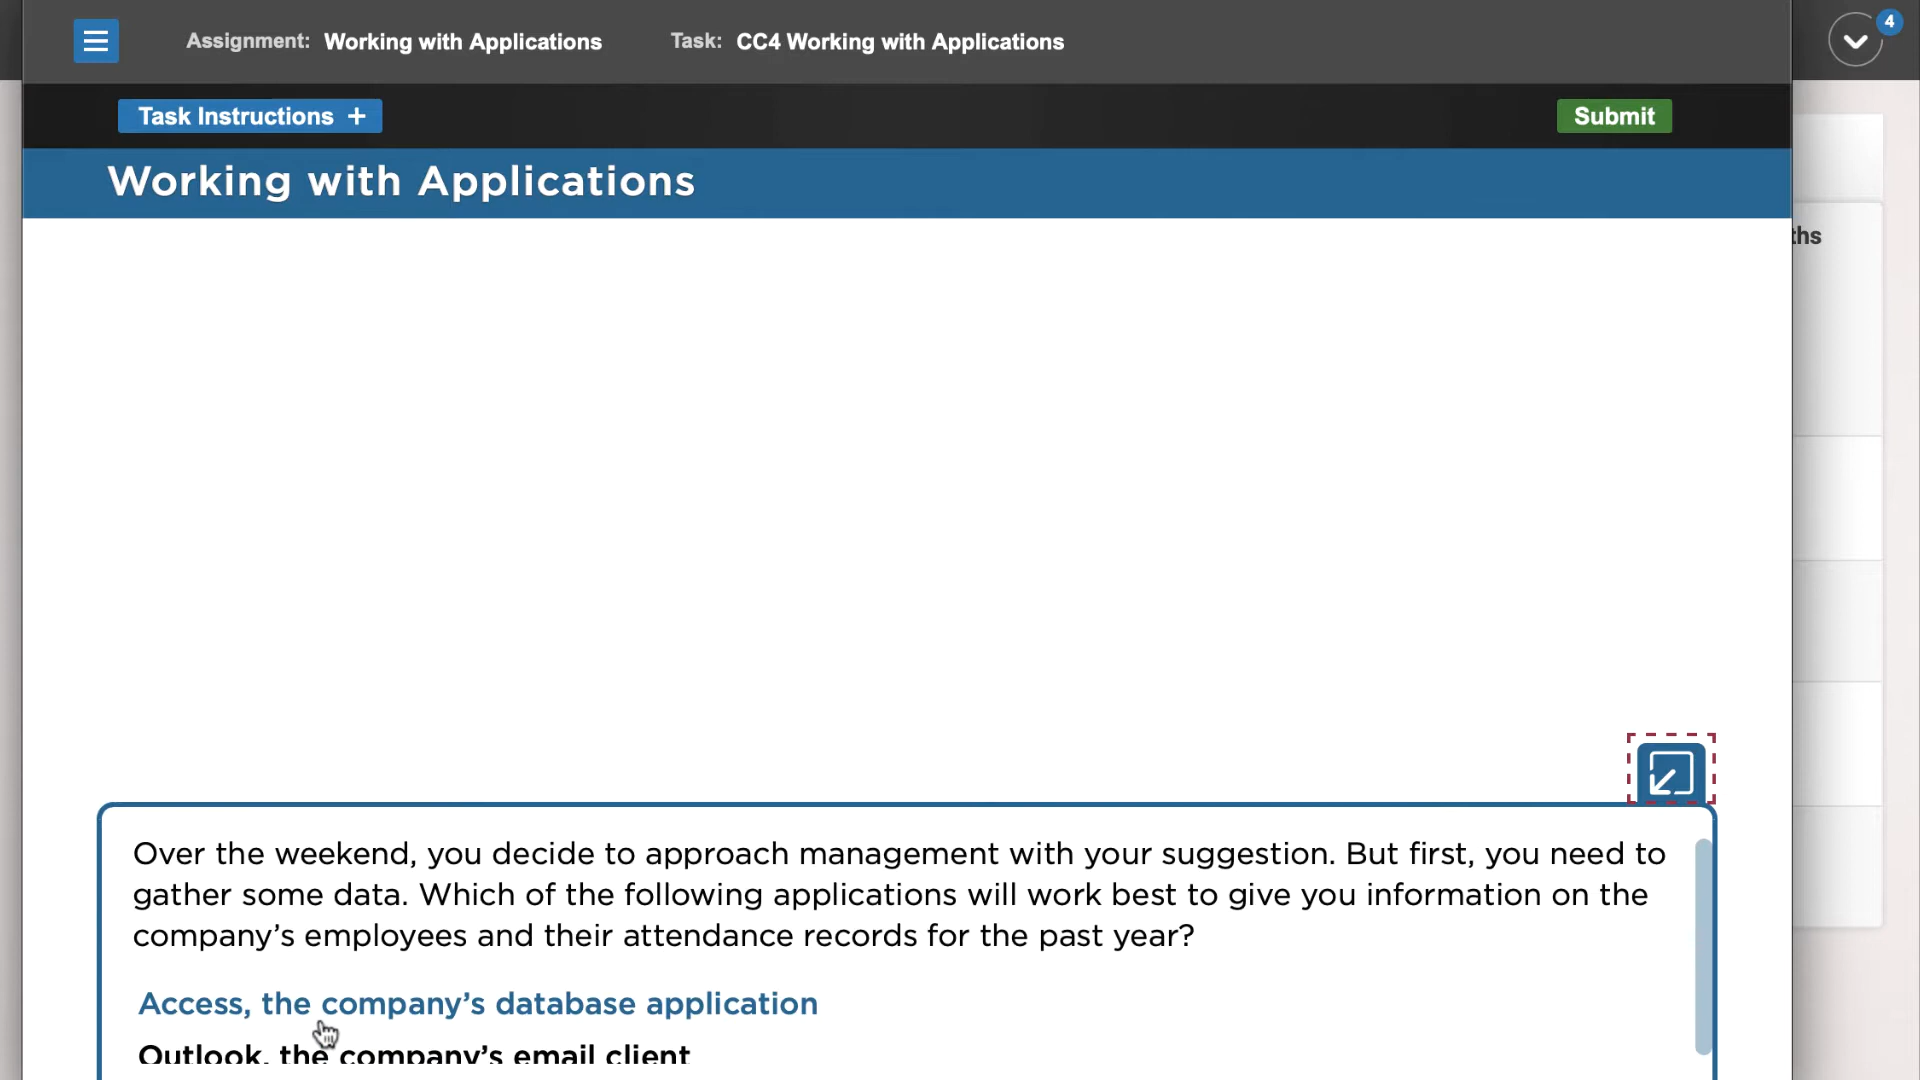 Assignment: Working with Applications Task: CC4 Working with Applications
4
Task Instructions +
Submit
Working with Applications
ths
Over the weekend, you decide to approach management with your suggestion. But first, you need to
gather some data. Which of the following applications will work best to give you information on the
company’s employees and their attendance records for the past year?
Access, the company’s database application
Outlook, the company’s email client